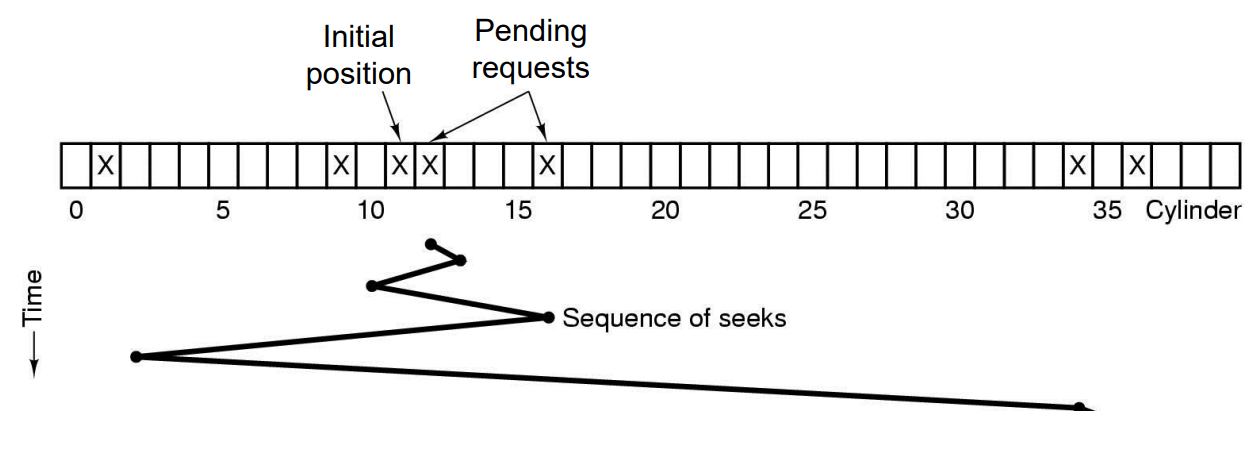 Initial
position
Pending
requests
X X X X X X X
0 5 10 15 20 25 30 35 Cylinder
Time
Sequence of seeks